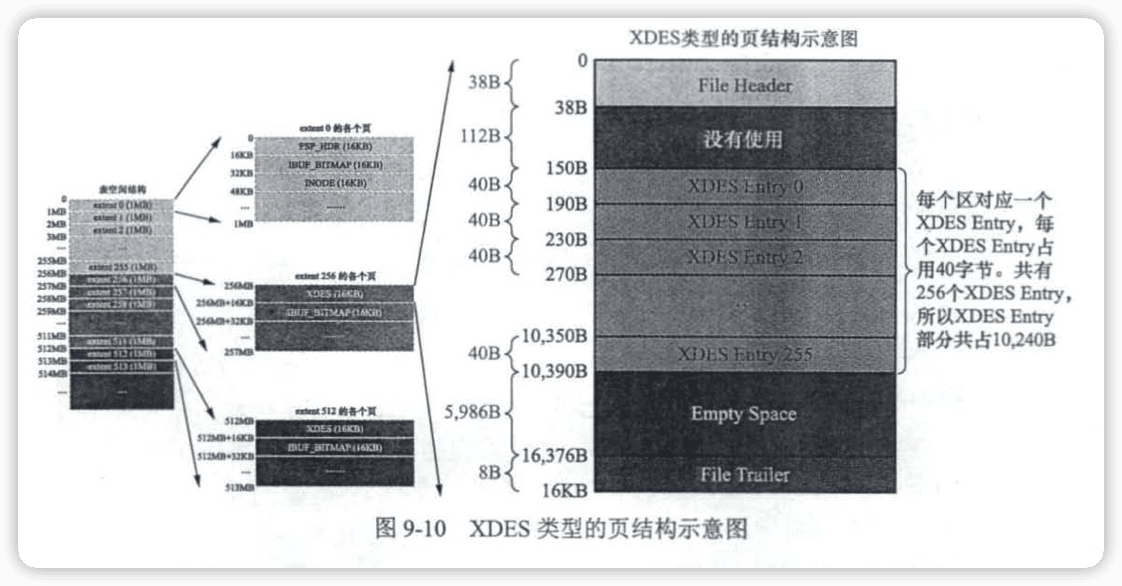 XDES类型的页结构示意图
0
38B
File Header
38B
112B
没有使用
150B
40B
XDES Entry 0
190B
40B
XDES Entry 1
230B
40B
XDES Entry 2
270B
10,350B
40B
XDES Entry 255
10,390B
5,986B
Empty Space
16,376B
8B
File Trailer
16KB
每个区对应一个
XDES Entry，每
个XDES Entry占
用40字节。共有
256个XDES Entry，
所以XDES Entry
部分共占10,240B
表空间结构
0
extent 0 (1MB)
1MB
extent 1 (1MB)
2MB
extent 2 (1MB)
3MB
...
...
255MB
extent 255 (1MB)
256MB
extent 256 (1MB)
257MB
extent 257 (1MB)
258MB
extent 258 (1MB)
259MB
...
...
511MB
extent 511 (1MB)
512MB
extent 512 (1MB)
513MB
extent 513 (1MB)
514MB
...
...
extent 0 的各个页
0
FSP_HDR (16KB)
16KB
IBUF_BITMAP (16KB)
32KB
INODE (16KB)
48KB
......
...
1MB
extent 256 的各个页
256MB
XDES (16KB)
256MB+16KB
IBUF_BITMAP (16KB)
256MB+32KB
......
...
257MB
extent 512 的各个页
512MB
XDES (16KB)
512MB+16KB
IBUF_BITMAP (16KB)
512MB+32KB
......
...
513MB
图 9-10 XDES 类型的页结构示意图